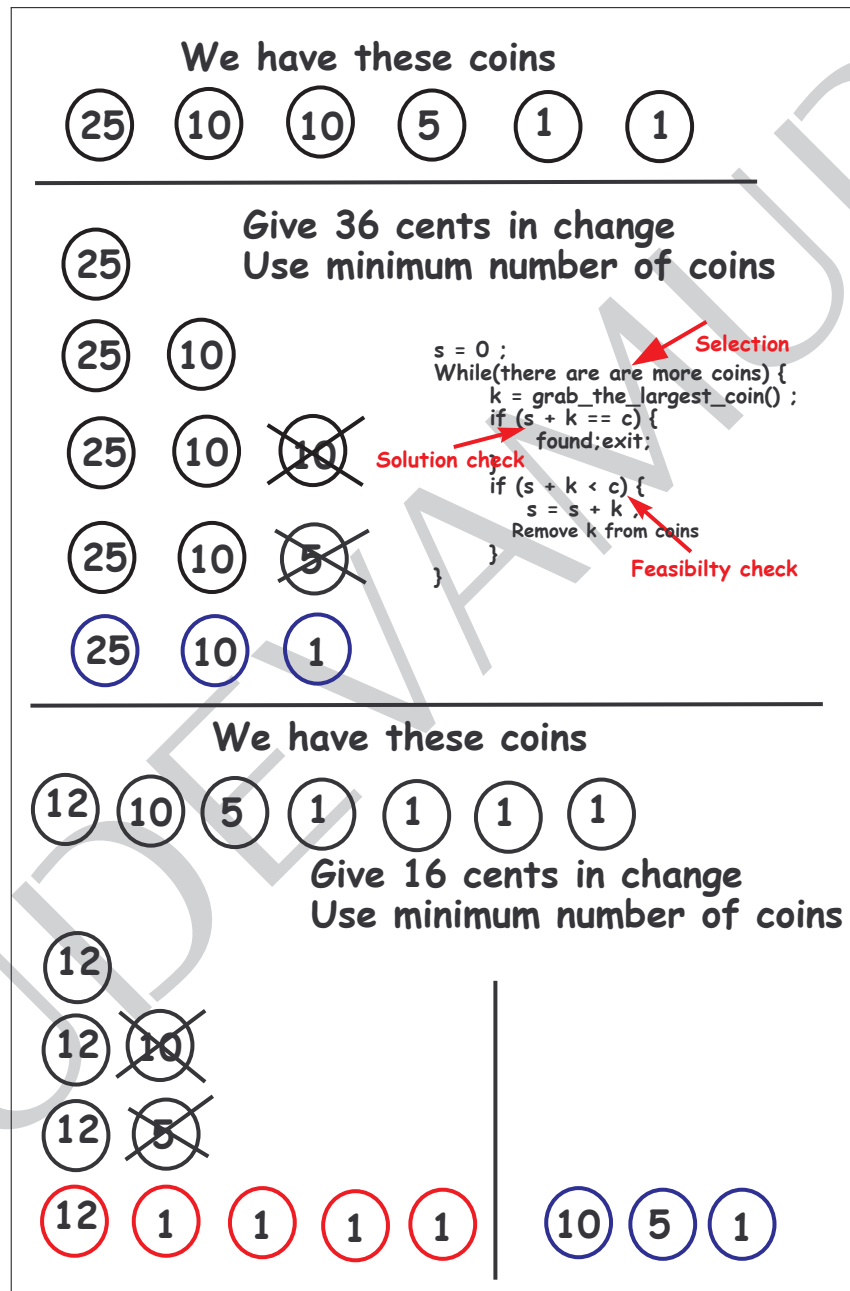 We have these coins
25 10 10 5 1 1
Give 36 cents in change
Use minimum number of coins
25
25 10
25 10 10
25 10 5
25 10 1
s = 0 ;
Selection
While(there are are more coins) {
k = grab_the_largest_coin() ;
if (s + k == c) {
found;exit;
Solution check
}
if (s + k < c) {
s = s + k ;
Remove k from coins
}
Feasibilty check
}
We have these coins
12 10 5 1 1 1 1
Give 16 cents in change
Use minimum number of coins
12
12 10
12 5
12 1 1 1 1
10 5 1
UDEVAMUD